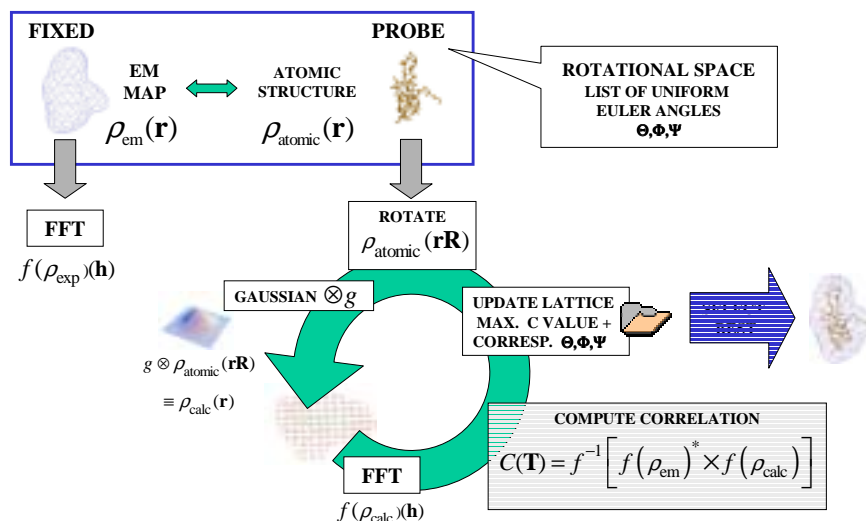 FIXED
PROBE
EM
MAP
ATOMIC
STRUCTURE
ρem(r)
ρatomic(r)
ROTATIONAL SPACE
LIST OF UNIFORM
EULER ANGLES
Θ,Φ,Ψ
FFT
f(ρexp)(h)
ROTATE
ρatomic(rR)
GAUSSIAN ⊗g
g ⊗ ρatomic(rR)
≡ ρcalc(r)
UPDATE LATTICE
MAX. C VALUE +
CORRESP. Θ,Φ,Ψ
COMPUTE CORRELATION
C(T) = f⁻¹[f(ρem)* × f(ρcalc)]
FFT
f(ρcalc)(h)